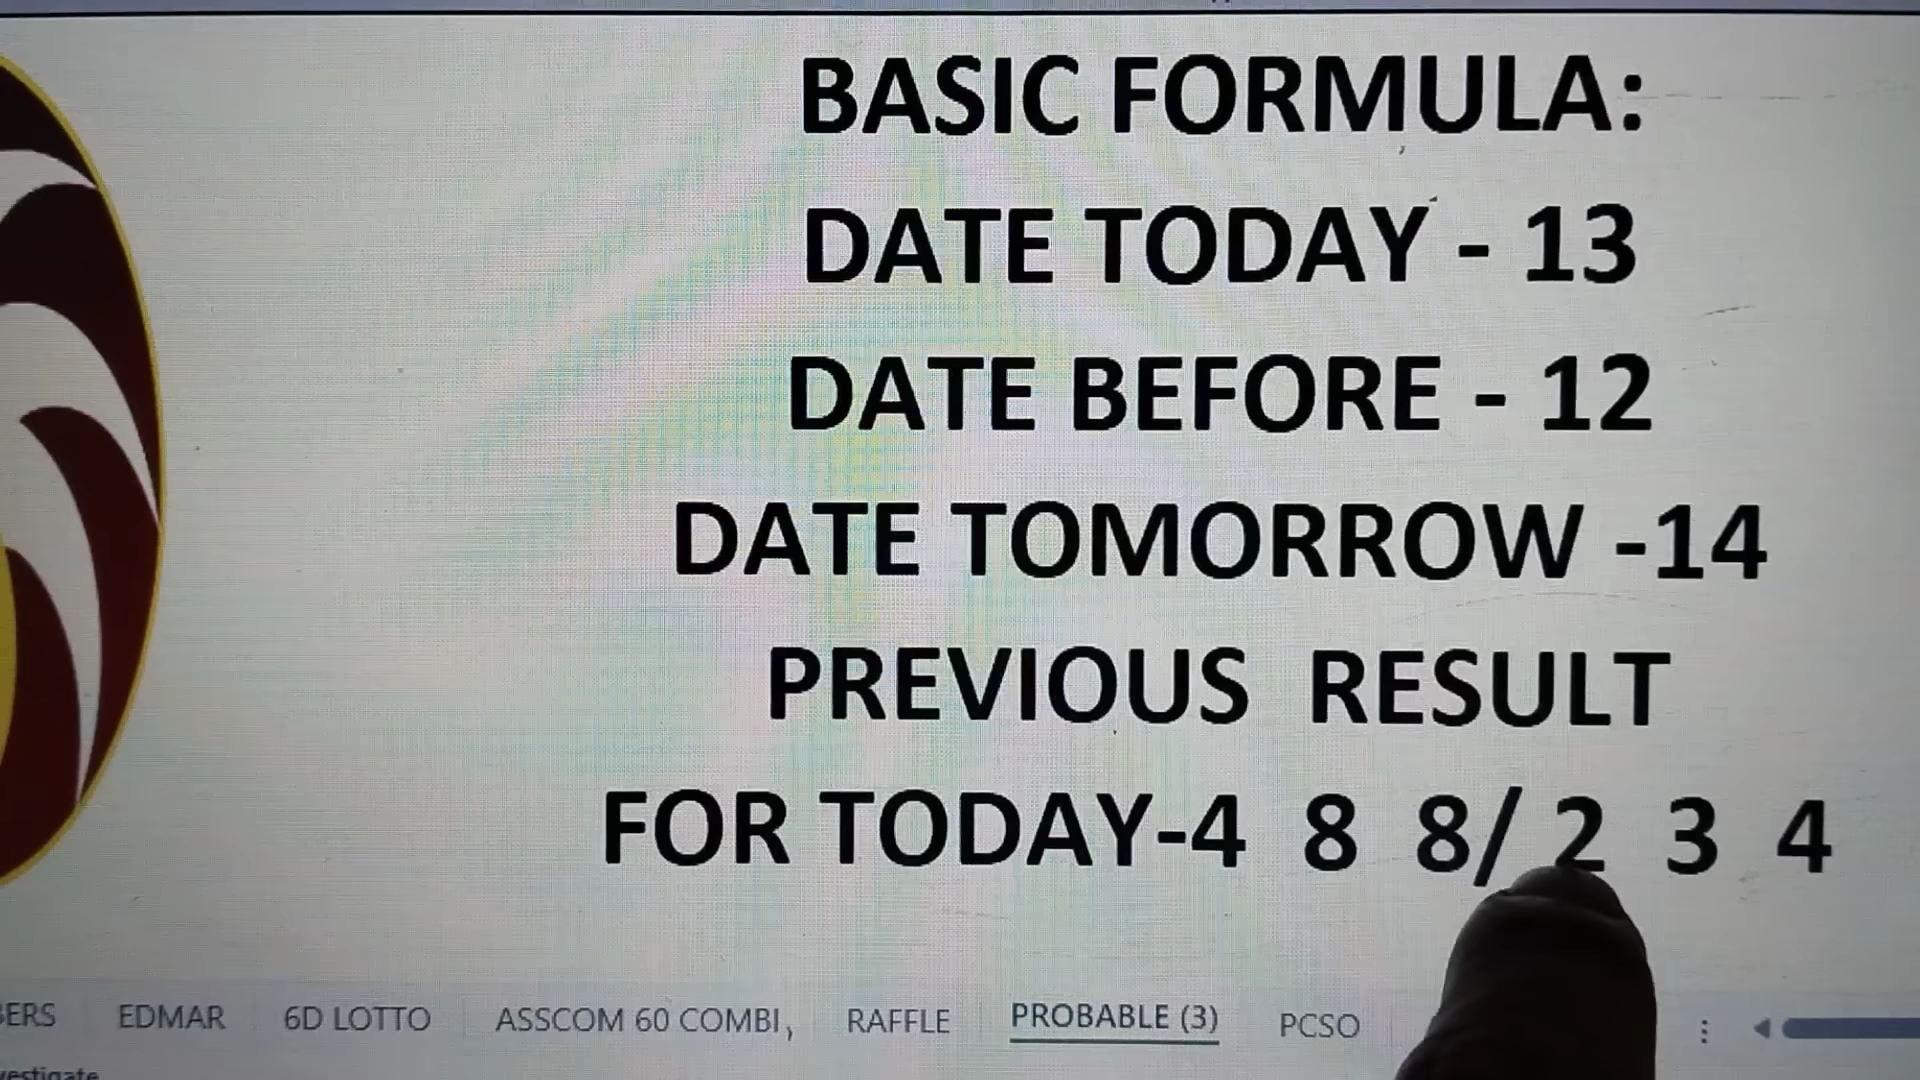 BASIC FORMULA:
DATE TODAY - 13
DATE BEFORE - 12
DATE TOMORROW -14
PREVIOUS  RESULT
FOR TODAY-4  8  8/ 2  3  4
EDMAR 6D LOTTO ASSCOM 60 COMBI, RAFFLE PROBABLE (3) PCSO